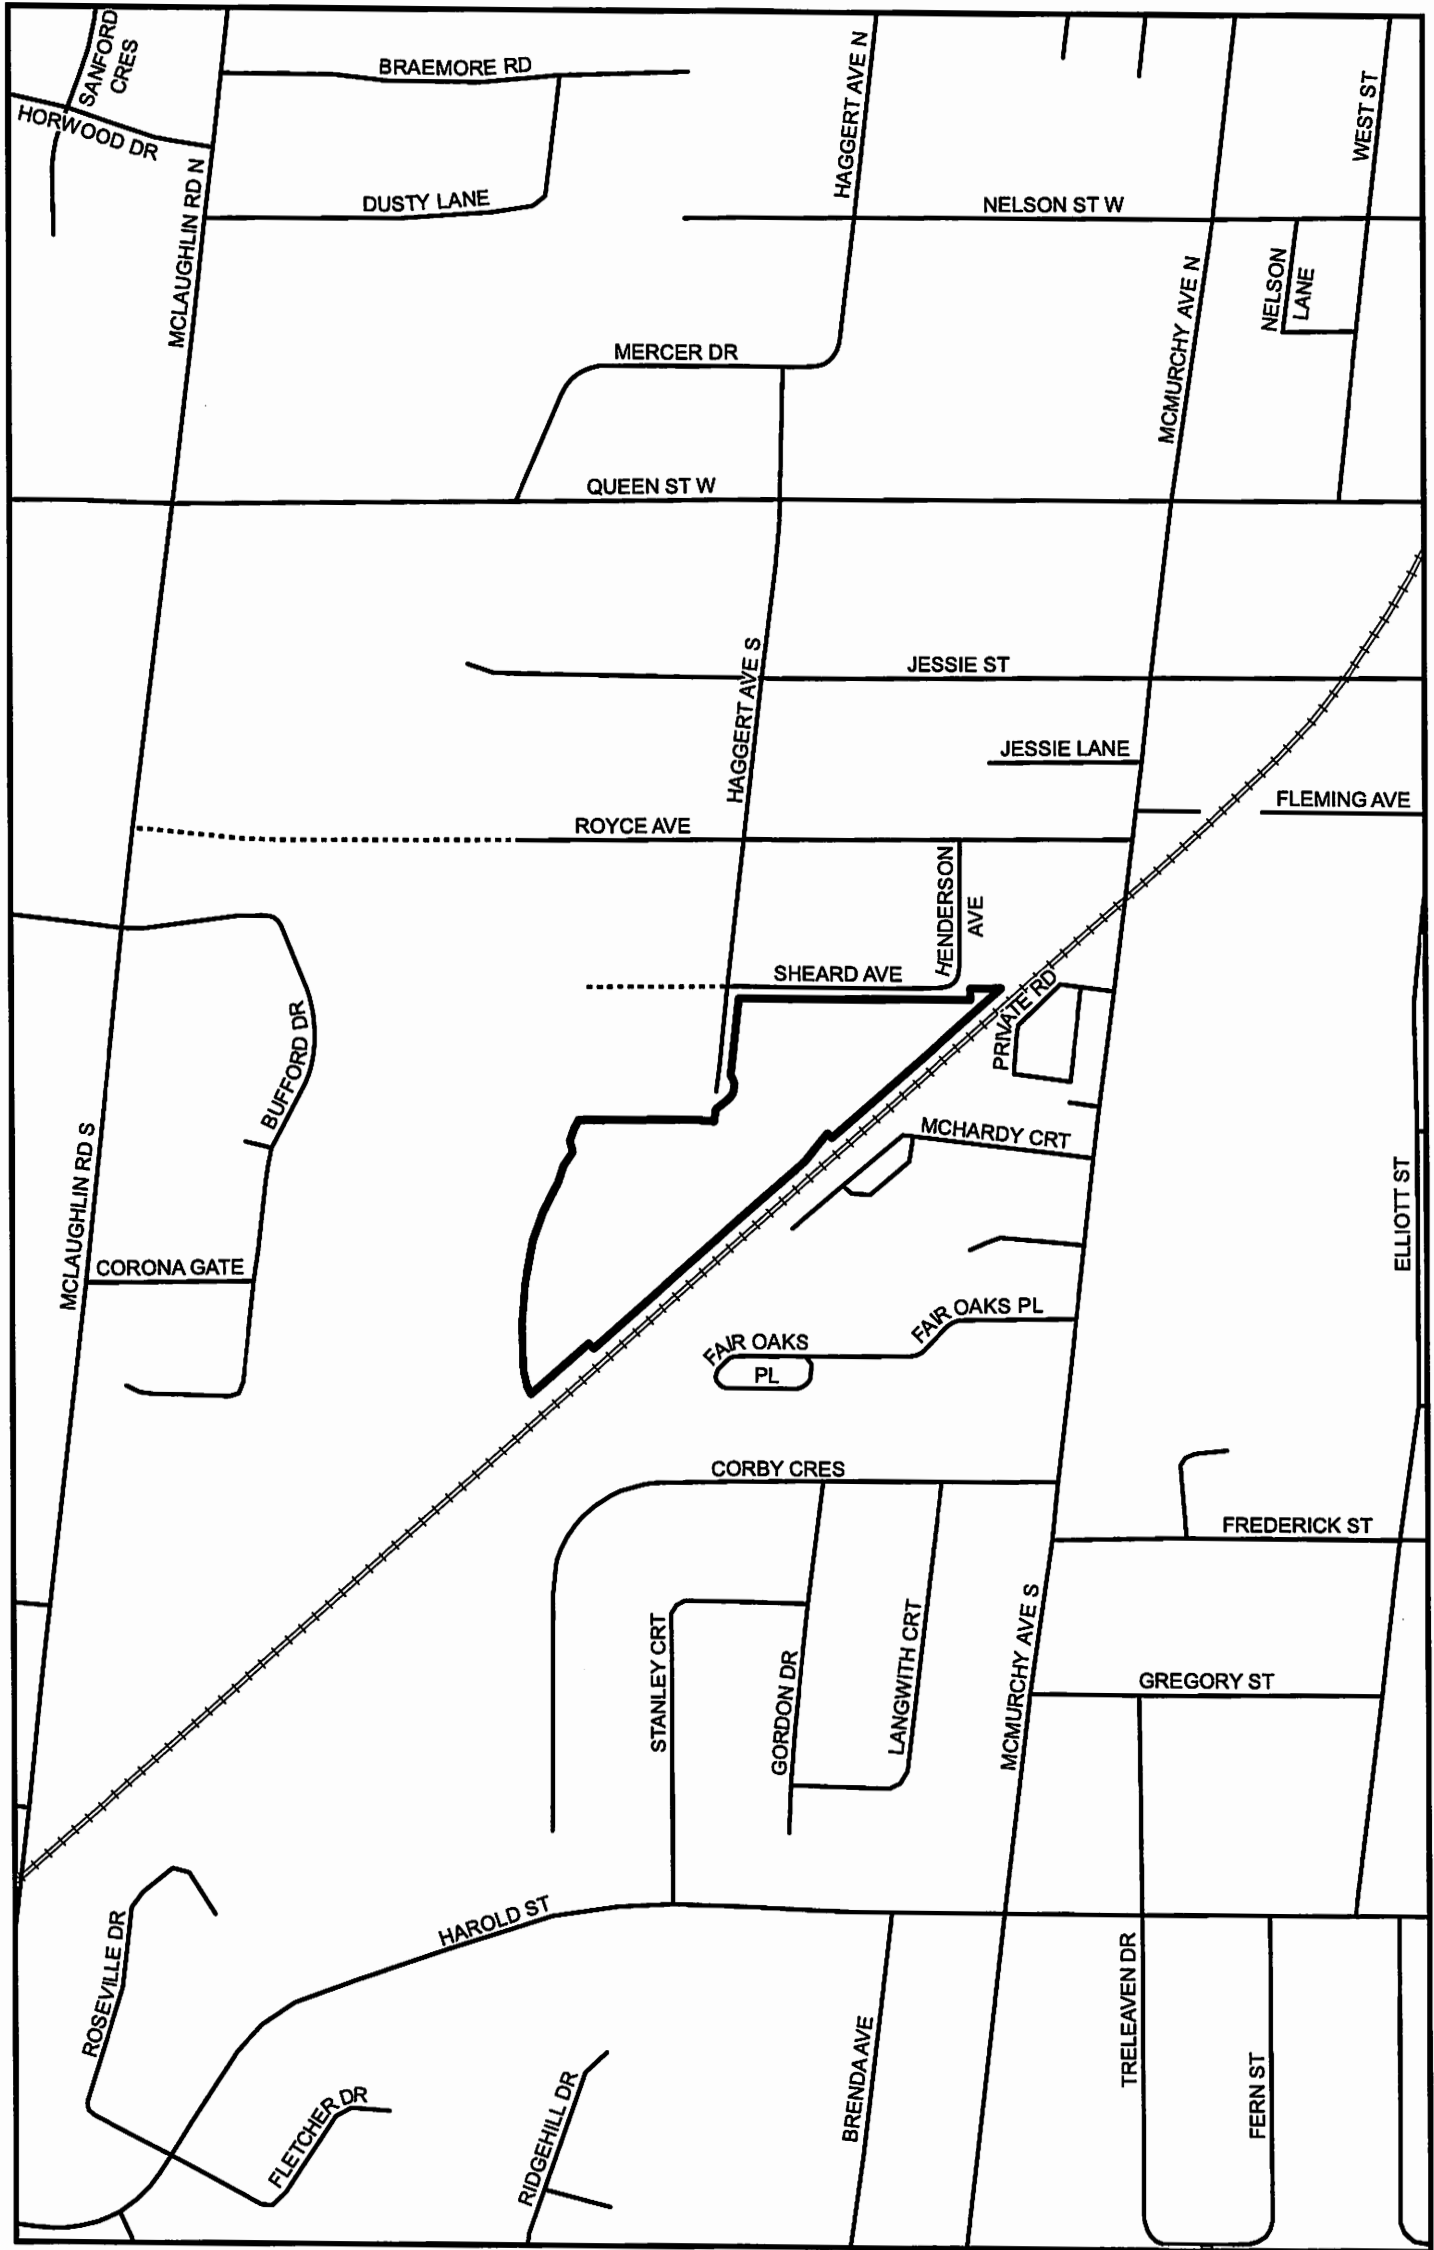 SANFORD
CRES
BRAEMORE RD
HORWOOD DR
HAGGERT AVE N
WEST ST
MCLAUGHLIN RD N
DUSTY LANE
NELSON ST W
NELSON
LANE
MCMURCHY AVE N
MERCER DR
QUEEN ST W
HAGGERT AVE S
JESSIE ST
JESSIE LANE
FLEMING AVE
ROYCE AVE
HENDERSON
AVE
SHEARD AVE
PRIVATE RD
BUFFORD DR
MCHARDY CRT
MCLAUGHLIN RD S
ELLIOTT ST
CORONA GATE
FAIR OAKS PL
FAIR OAKS
PL
CORBY CRES
FREDERICK ST
STANLEY CRT
GORDON DR
LANGWITH CRT
MCMURCHY AVE S
GREGORY ST
HAROLD ST
ROSEVILLE DR
TRELEAVEN DR
BRENDA AVE
FERN ST
FLETCHER DR
RIDGEHILL DR